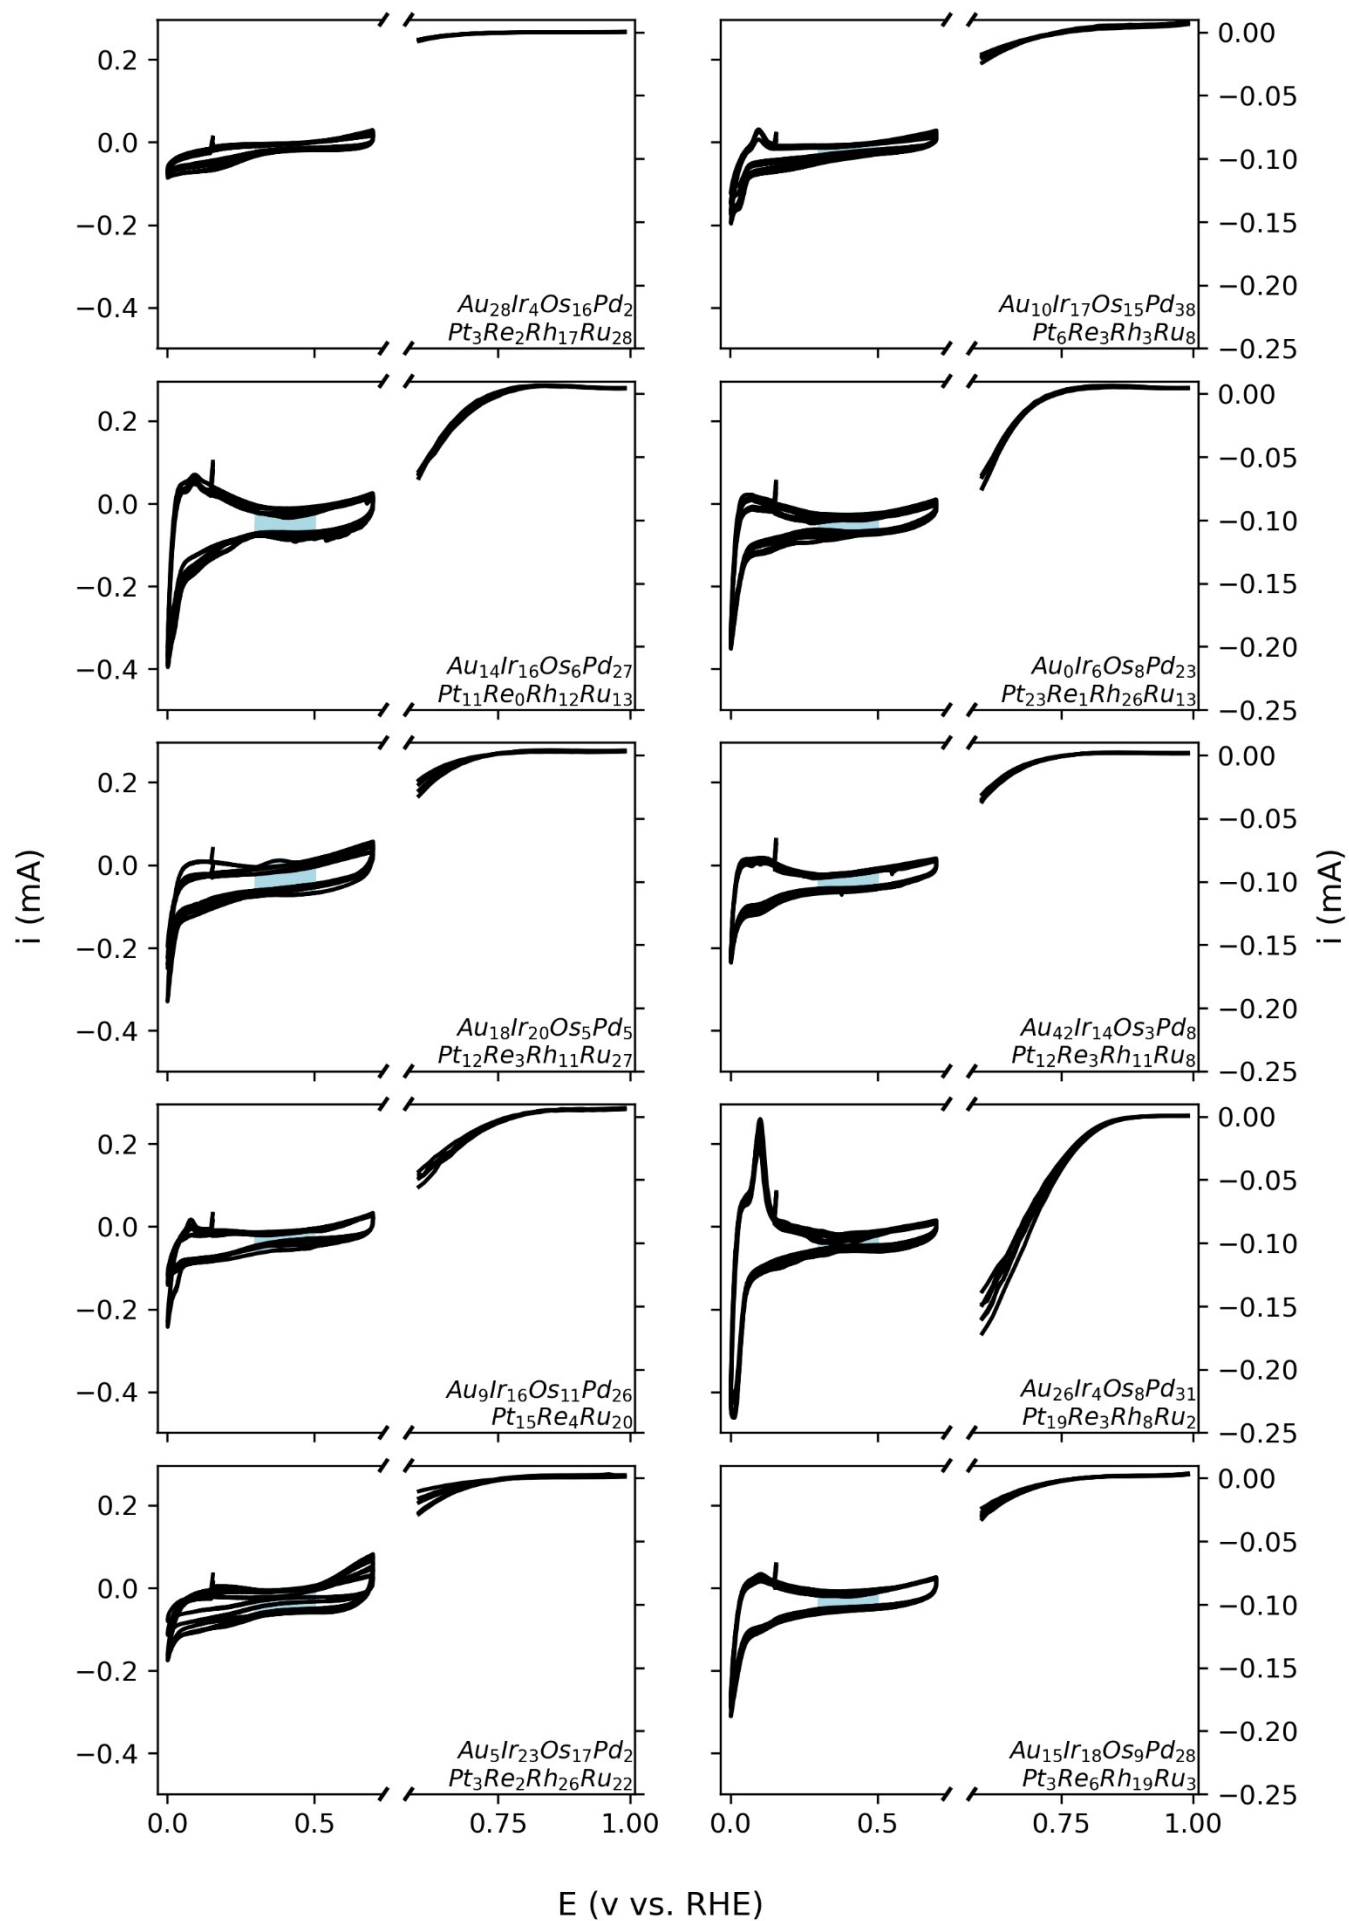 0.2
0.0
−0.2
−0.4
Au₂₈Ir₄Os₁₆Pd₂
Pt₃Re₂Rh₁₇Ru₂₈
0.00
−0.05
−0.10
−0.15
−0.20
−0.25
Au₁₀Ir₁₇Os₁₅Pd₃₈
Pt₆Re₃Rh₃Ru₈
0.2
0.0
−0.2
−0.4
Au₁₄Ir₁₆Os₆Pd₂₇
Pt₁₁Re₀Rh₁₂Ru₁₃
0.00
−0.05
−0.10
−0.15
−0.20
−0.25
Au₀Ir₆Os₈Pd₂₃
Pt₂₃Re₁Rh₂₆Ru₁₃
i (mA)
0.2
0.0
−0.2
−0.4
Au₁₈Ir₂₀Os₅Pd₅
Pt₁₂Re₃Rh₁₁Ru₂₇
0.00
−0.05
−0.10
−0.15
−0.20
−0.25
Au₄₂Ir₁₄Os₃Pd₈
Pt₁₂Re₃Rh₁₁Ru₈
i (mA)
0.2
0.0
−0.2
−0.4
Au₉Ir₁₆Os₁₁Pd₂₆
Pt₁₅Re₄Ru₂₀
0.00
−0.05
−0.10
−0.15
−0.20
−0.25
Au₂₆Ir₄Os₈Pd₃₁
Pt₁₉Re₃Rh₈Ru₂
0.2
0.0
−0.2
−0.4
Au₅Ir₂₃Os₁₇Pd₂
Pt₃Re₂Rh₂₆Ru₂₂
0.00
−0.05
−0.10
−0.15
−0.20
−0.25
Au₁₅Ir₁₈Os₉Pd₂₈
Pt₃Re₆Rh₁₉Ru₃
0.0 0.5 0.75 1.00 0.0 0.5 0.75 1.00
E (v vs. RHE)